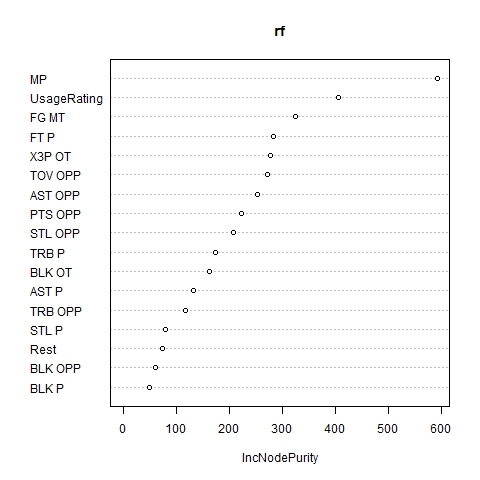 rf
MP
UsageRating
FG MT
FT P
X3P OT
TOV OPP
AST OPP
PTS OPP
STL OPP
TRB P
BLK OT
AST P
TRB OPP
STL P
Rest
BLK OPP
BLK P
0 100 200 300 400 500 600
IncNodePurity